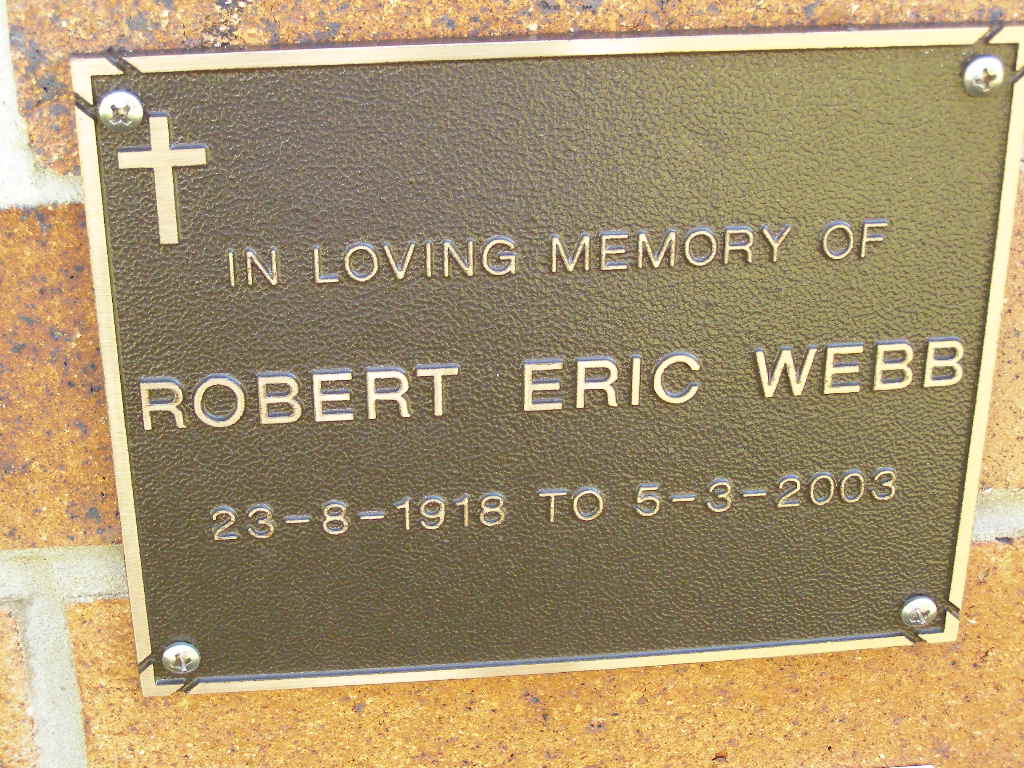 IN LOVING MEMORY OF
ROBERT ERIC WEBB
23-8-1918 TO 5-3-2003